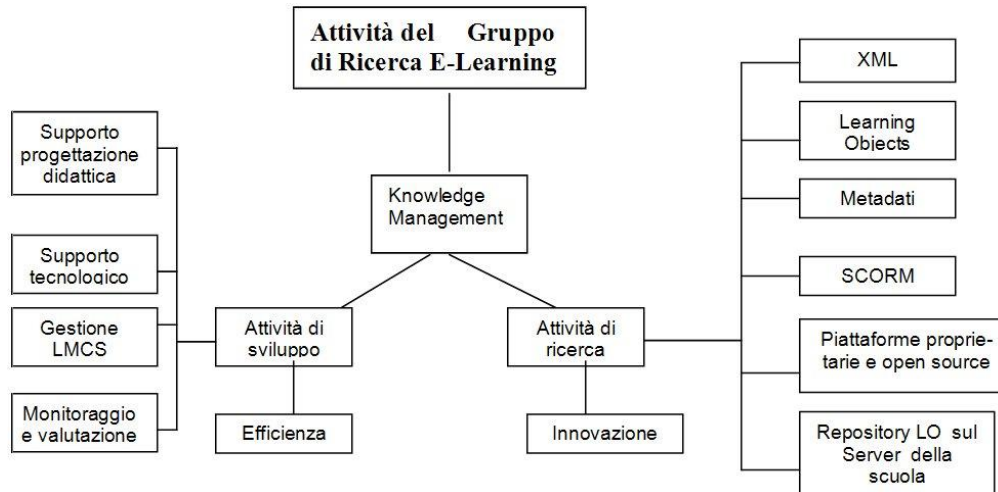 Attività del Gruppo
di Ricerca E-Learning
Knowledge
Management
Supporto
progettazione
didattica
Supporto
tecnologico
Gestione
LMCS
Monitoraggio
e valutazione
Attività di
sviluppo
Efficienza
Attività di
ricerca
Innovazione
XML
Learning
Objects
Metadati
SCORM
Piattaforme proprie-
tarie e open source
Repository LO sul
Server della
scuola